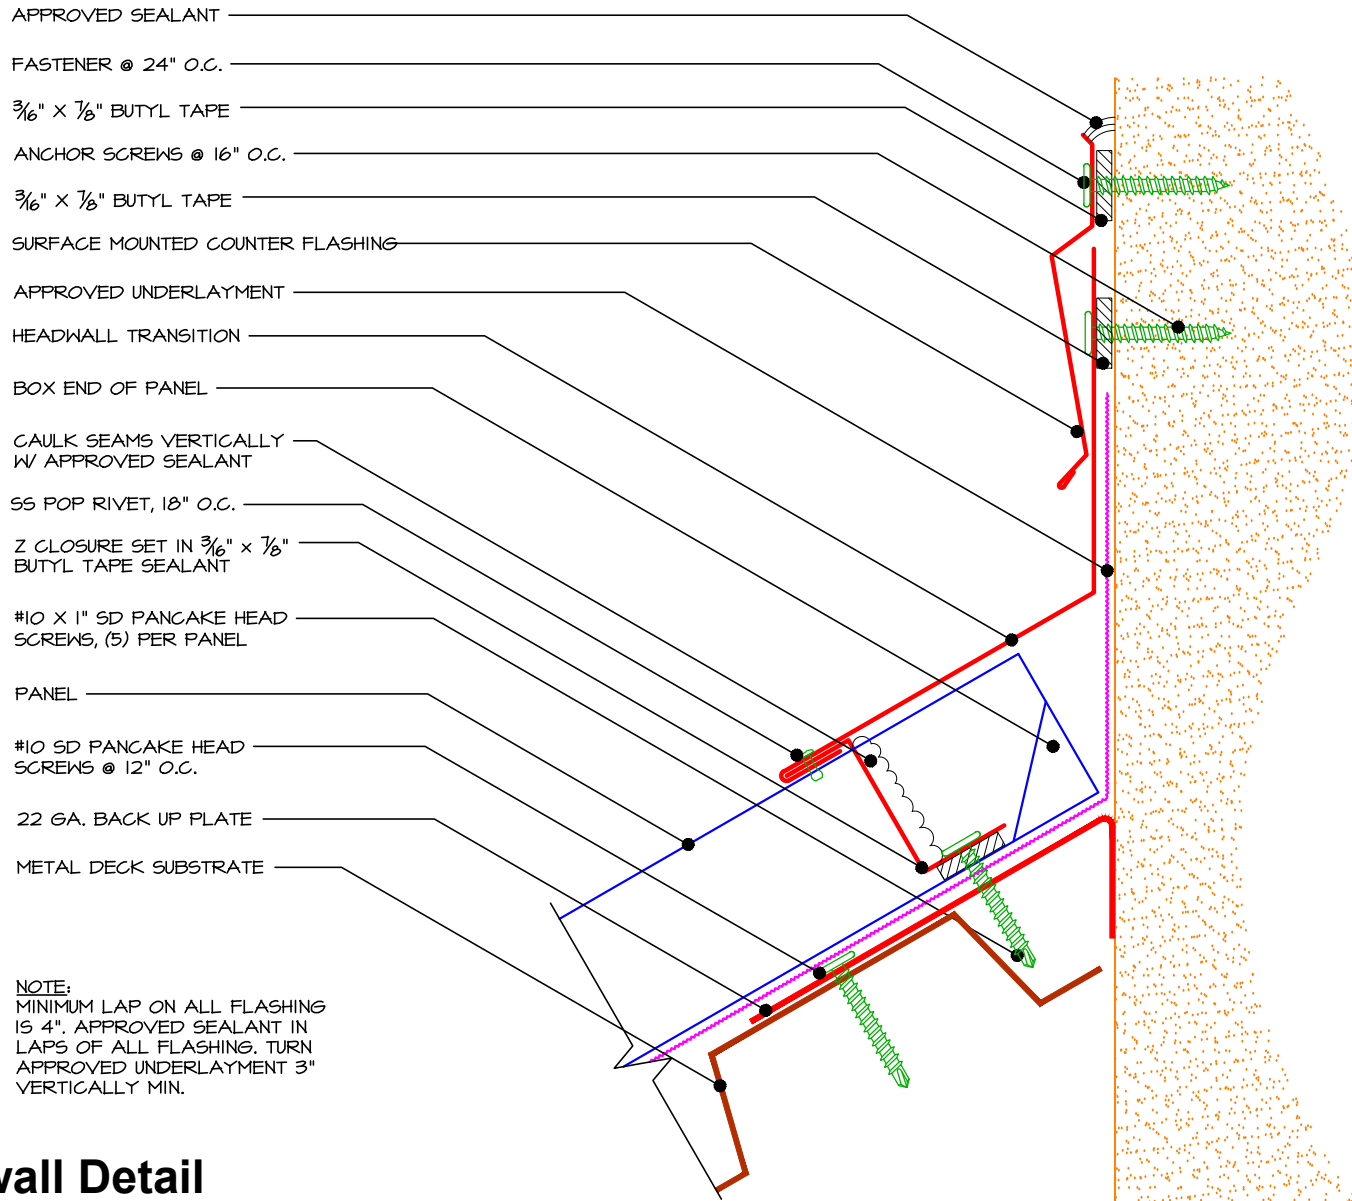 APPROVED SEALANT
FASTENER @ 24" O.C.
3/16" X 7/8" BUTYL TAPE
ANCHOR SCREWS @ 16" O.C.
3/16" X 7/8" BUTYL TAPE
SURFACE MOUNTED COUNTER FLASHING
APPROVED UNDERLAYMENT
HEADWALL TRANSITION
BOX END OF PANEL
CAULK SEAMS VERTICALLY
W/ APPROVED SEALANT
SS POP RIVET, 18" O.C.
Z CLOSURE SET IN 3/16" x 7/8"
BUTYL TAPE SEALANT
#10 X 1" SD PANCAKE HEAD
SCREWS, (5) PER PANEL
PANEL
#10 SD PANCAKE HEAD
SCREWS @ 12" O.C.
22 GA. BACK UP PLATE
METAL DECK SUBSTRATE
NOTE:
MINIMUM LAP ON ALL FLASHING
IS 4". APPROVED SEALANT IN
LAPS OF ALL FLASHING. TURN
APPROVED UNDERLAYMENT 3"
VERTICALLY MIN.
wall Detail